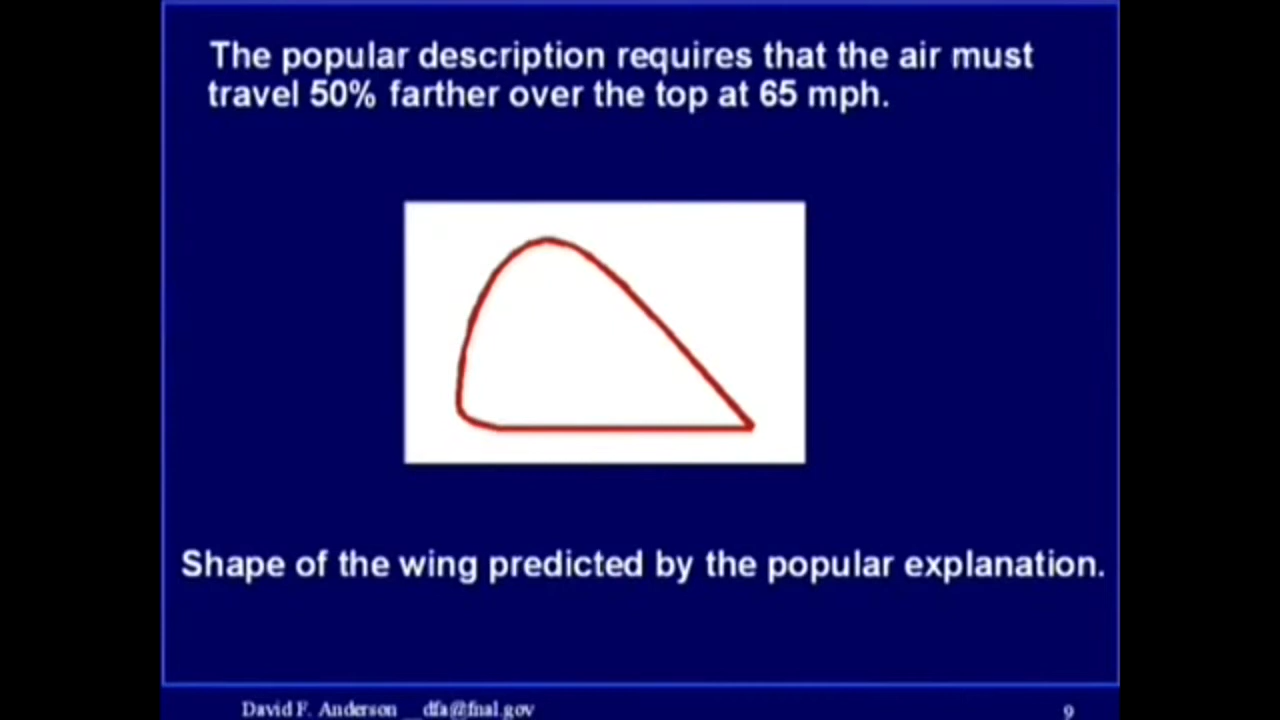 The popular description requires that the air must
travel 50% farther over the top at 65 mph.
Shape of the wing predicted by the popular explanation.
David F. Anderson __dfa@fnal.gov
9